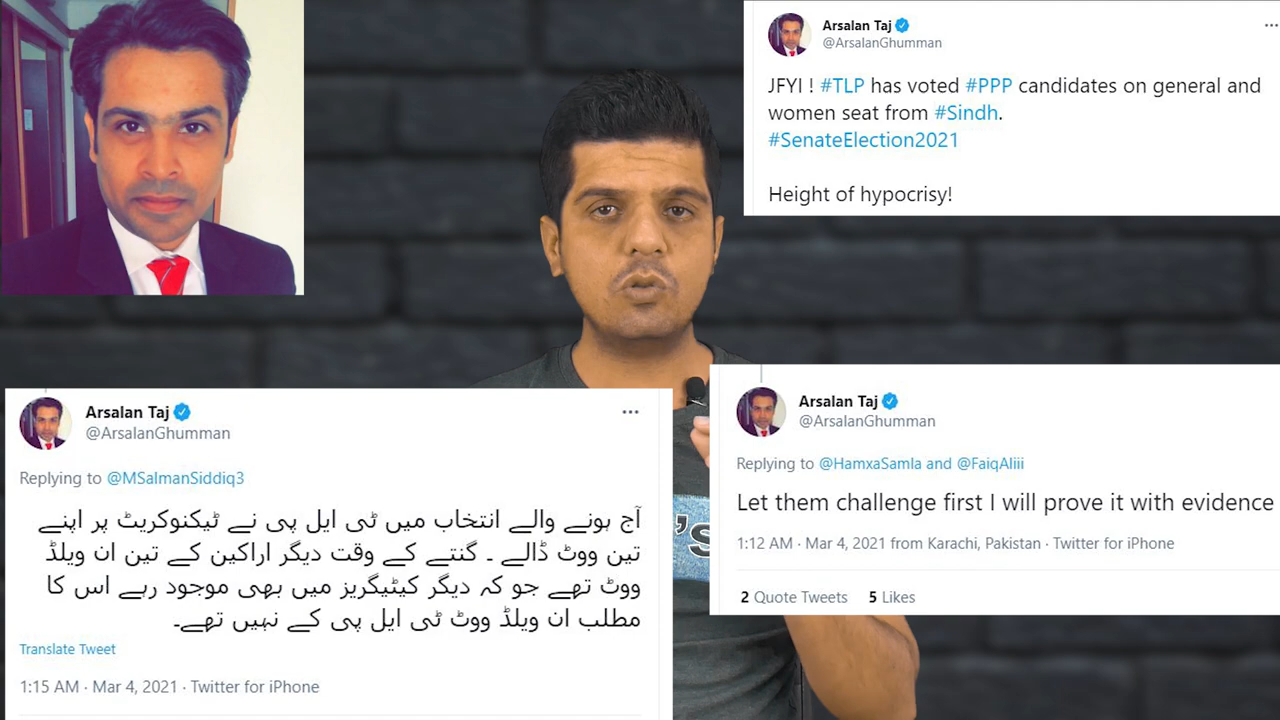 Arsalan Taj
@ArsalanGhumman
JFYI ! #TLP has voted #PPP candidates on general and
women seat from #Sindh.
#SenateElection2021
Height of hypocrisy!
Arsalan Taj
@ArsalanGhumman
Replying to @MSalmanSiddiq3
آج ہونے والے انتخاب میں ٹی ایل پی نے ٹیکنوکریٹ پر اپنے
تین ووٹ ڈالے ۔ گنتے کے وقت دیگر اراکین کے تین ان ویلڈ
ووٹ تھے جو کہ دیگر کیٹیگریز میں بھی موجود رہے اس کا
مطلب ان ویلڈ ووٹ ٹی ایل پی کے نہیں تھے۔
Translate Tweet
1:15 AM · Mar 4, 2021 · Twitter for iPhone
Arsalan Taj
@ArsalanGhumman
Replying to @HamxaSamla and @FaiqAliii
Let them challenge first I will prove it with evidence
1:12 AM · Mar 4, 2021 from Karachi, Pakistan · Twitter for iPhone
2 Quote Tweets 5 Likes